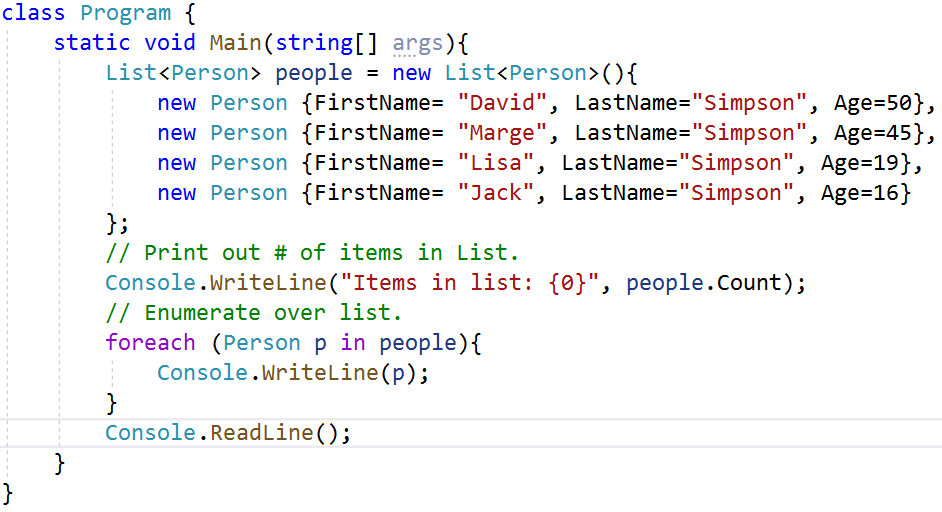 class Program {
    static void Main(string[] args){
        List<Person> people = new List<Person>(){
            new Person {FirstName= "David", LastName="Simpson", Age=50},
            new Person {FirstName= "Marge", LastName="Simpson", Age=45},
            new Person {FirstName= "Lisa", LastName="Simpson", Age=19},
            new Person {FirstName= "Jack", LastName="Simpson", Age=16}
        };
        // Print out # of items in List.
        Console.WriteLine("Items in list: {0}", people.Count);
        // Enumerate over list.
        foreach (Person p in people){
            Console.WriteLine(p);
        }
        Console.ReadLine();
    }
}